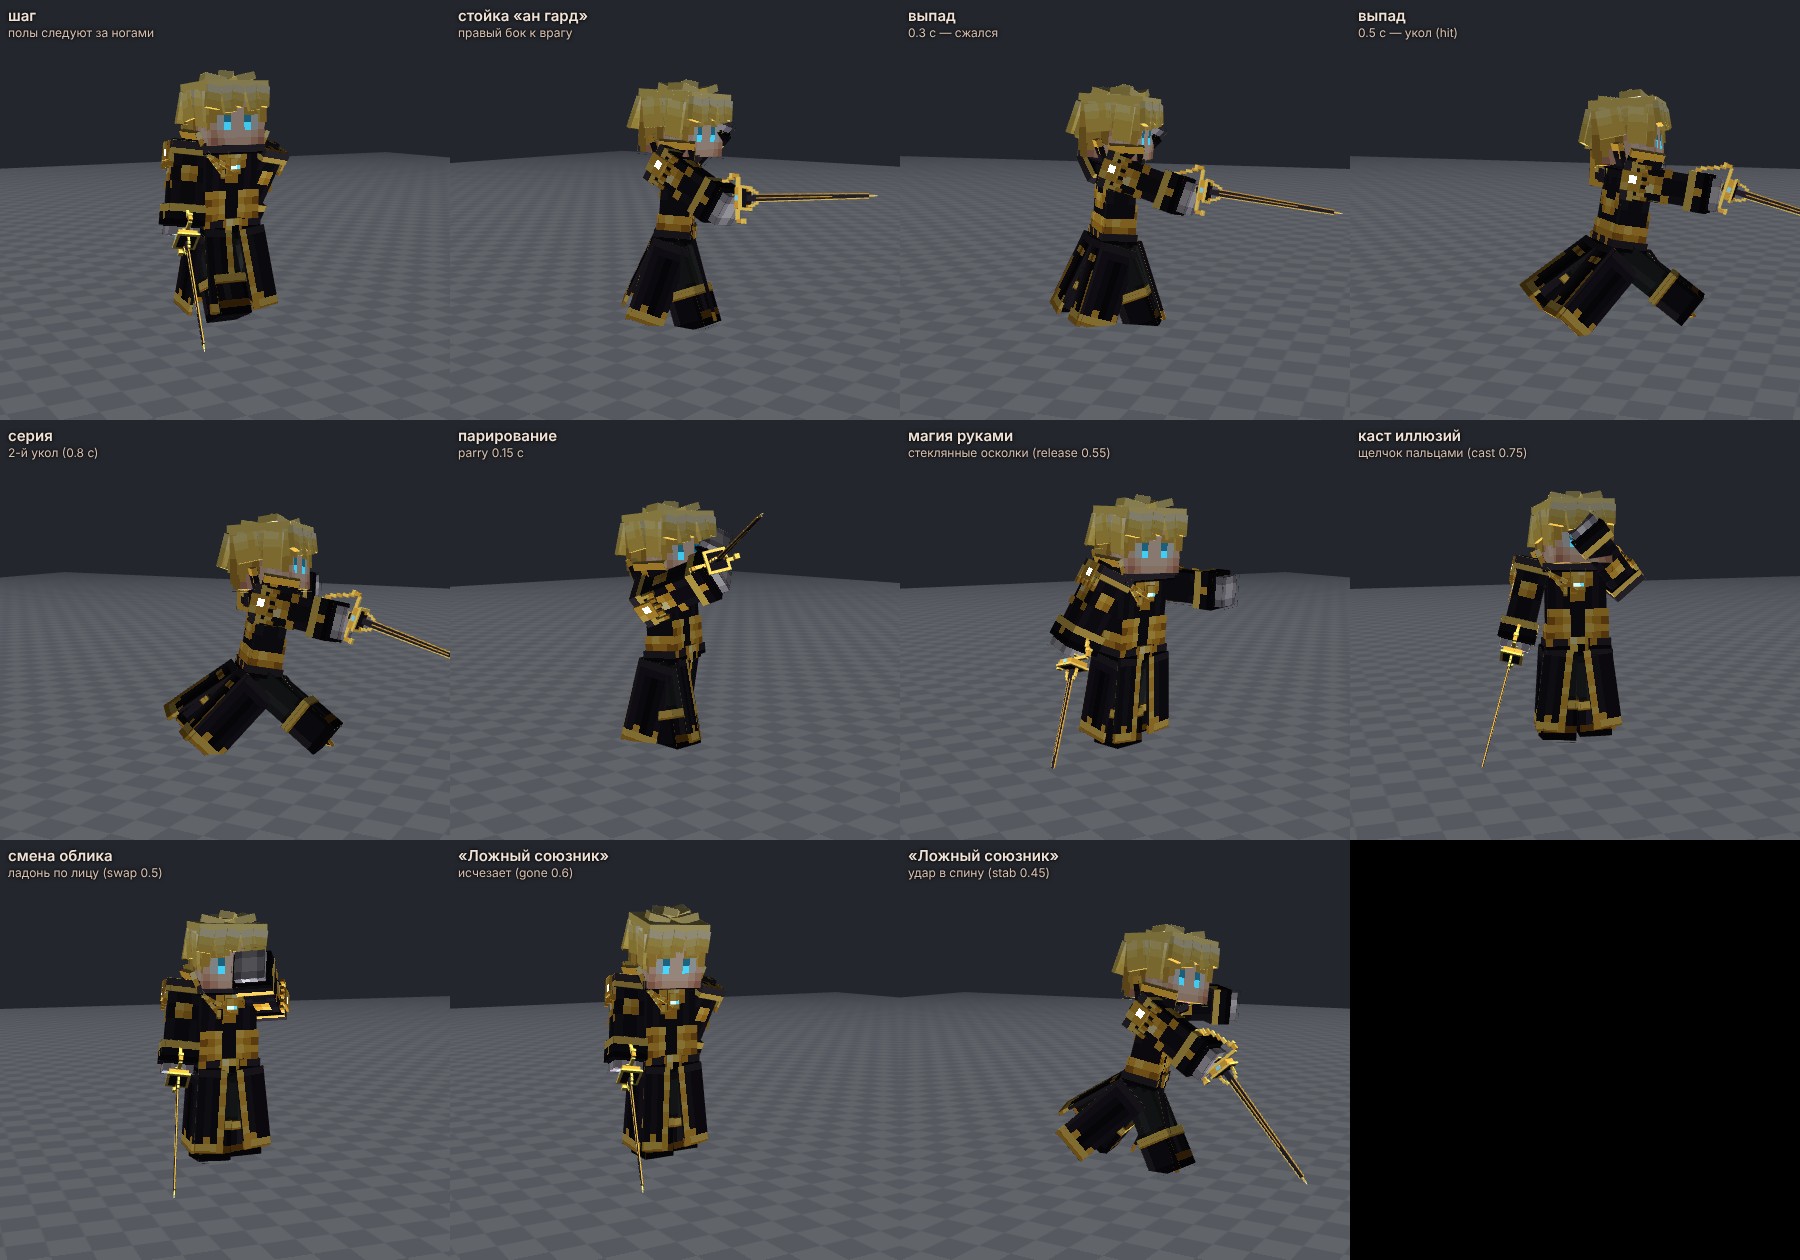 шаг
полы следуют за ногами
стойка «ан гард»
правый бок к врагу
выпад
0.3 с — сжался
выпад
0.5 с — укол (hit)
серия
2-й укол (0.8 с)
парирование
parry 0.15 с
магия руками
стеклянные осколки (release 0.55)
каст иллюзий
щелчок пальцами (cast 0.75)
смена облика
ладонь по лицу (swap 0.5)
«Ложный союзник»
исчезает (gone 0.6)
«Ложный союзник»
удар в спину (stab 0.45)